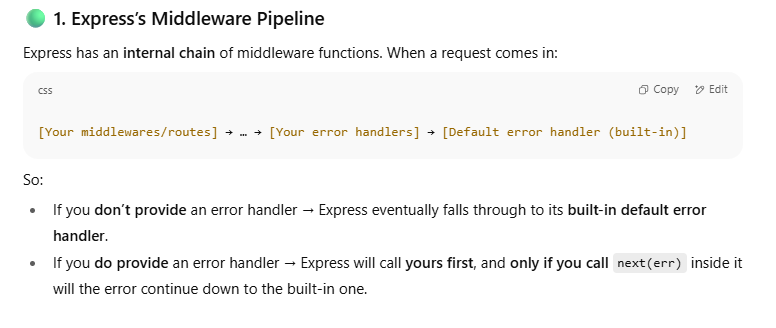 1. Express's Middleware Pipeline
Express has an internal chain of middleware functions. When a request comes in:
css
Copy
Edit
[Your middlewares/routes] → … → [Your error handlers] → [Default error handler (built-in)]
So:
• If you don't provide an error handler → Express eventually falls through to its built-in default error
handler.
• If you do provide an error handler → Express will call yours first, and only if you call next(err) inside it
will the error continue down to the built-in one.